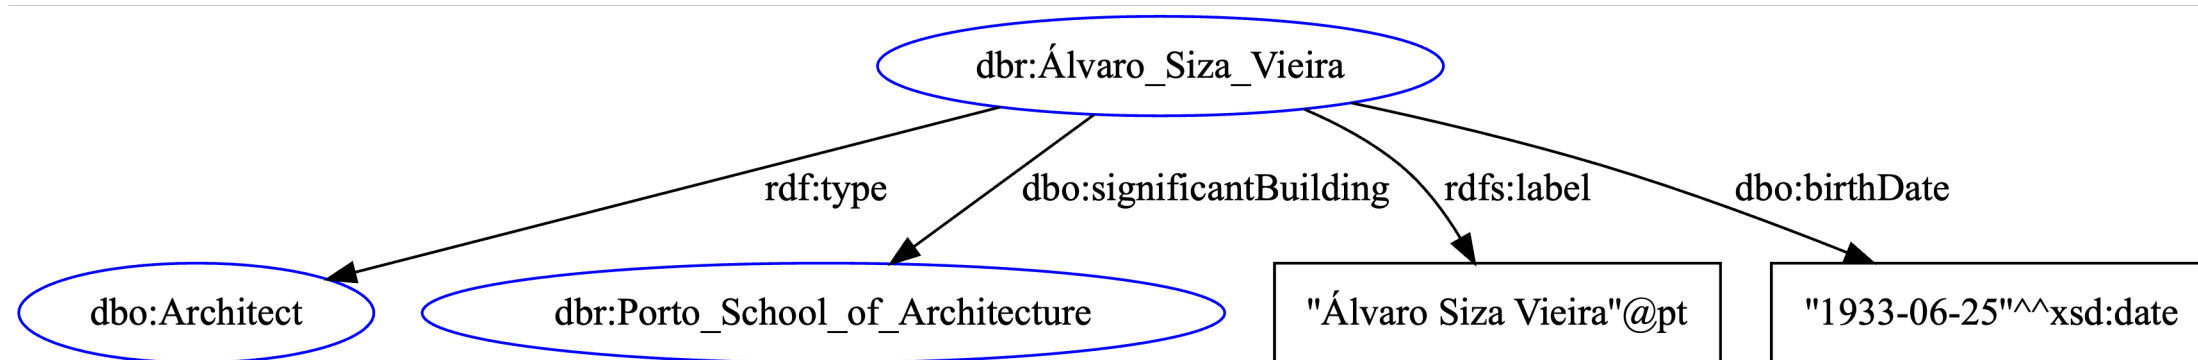 dbr:Álvaro_Siza_Vieira
rdf:type
dbo:significantBuilding
rdfs:label
dbo:birthDate
dbo:Architect
dbr:Porto_School_of_Architecture
"Álvaro Siza Vieira"@pt
"1933-06-25"^^xsd:date